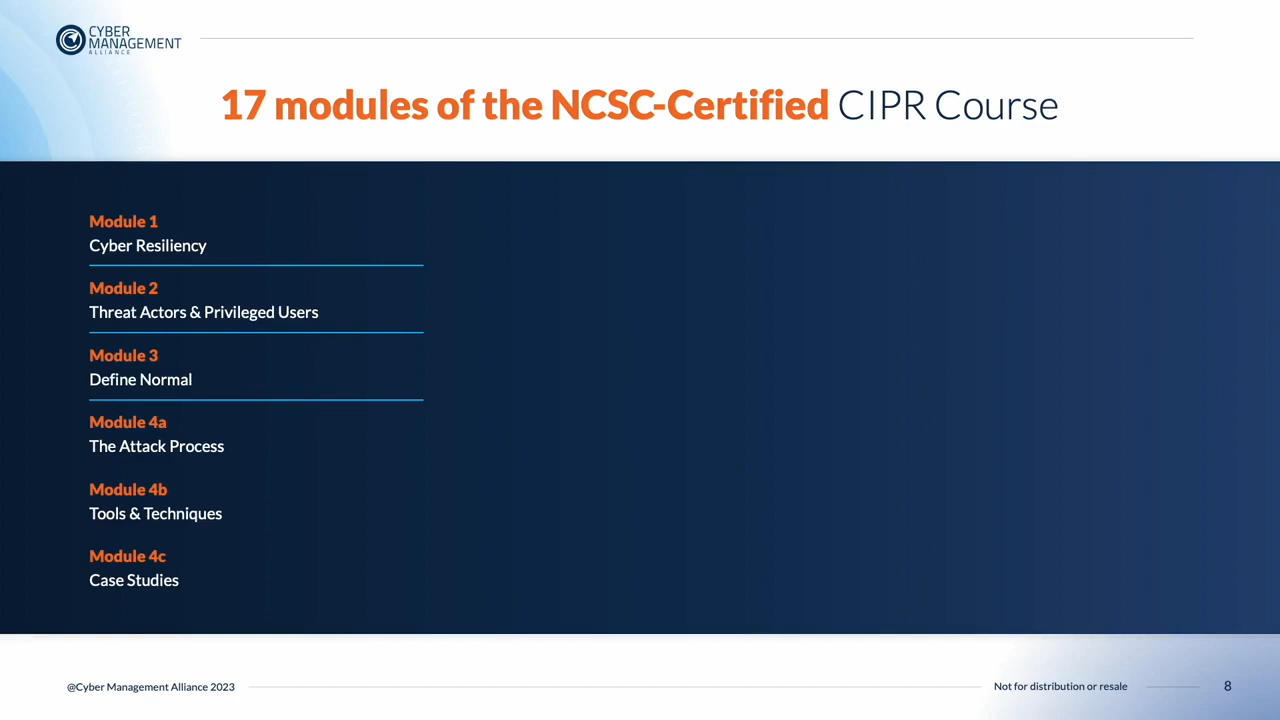 CYBER
MANAGEMENT
ALLIANCE
17 modules of the NCSC-Certified CIPR Course
Module 1
Cyber Resiliency
Module 2
Threat Actors & Privileged Users
Module 3
Define Normal
Module 4a
The Attack Process
Module 4b
Tools & Techniques
Module 4c
Case Studies
@Cyber Management Alliance 2023
Not for distribution or resale
8